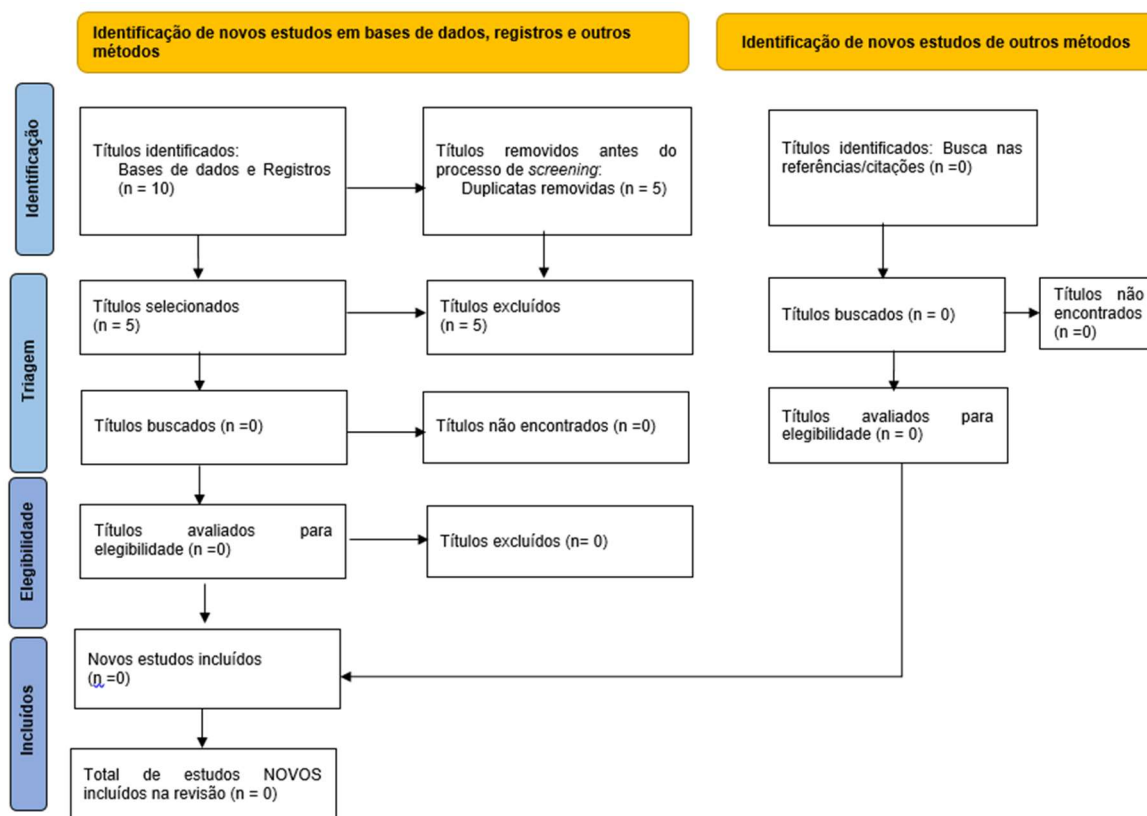 Identificação de novos estudos em bases de dados, registros e outros
métodos
Identificação de novos estudos de outros métodos
Identificação
Títulos identificados:
Bases de dados e Registros
(n = 10)
Títulos removidos antes do
processo de screening:
Duplicatas removidas (n = 5)
Títulos identificados: Busca nas
referências/citações (n =0)
Triagem
Títulos selecionados
(n = 5)
Títulos excluídos
(n = 5)
Títulos buscados (n = 0)
Títulos não
encontrados
(n =0)
Títulos buscados (n =0)
Títulos não encontrados (n =0)
Títulos avaliados para
elegibilidade (n = 0)
Elegibilidade
Títulos avaliados para
elegibilidade (n =0)
Títulos excluídos (n= 0)
Incluídos
Novos estudos incluídos
(n =0)
Total de estudos NOVOS
incluídos na revisão (n = 0)